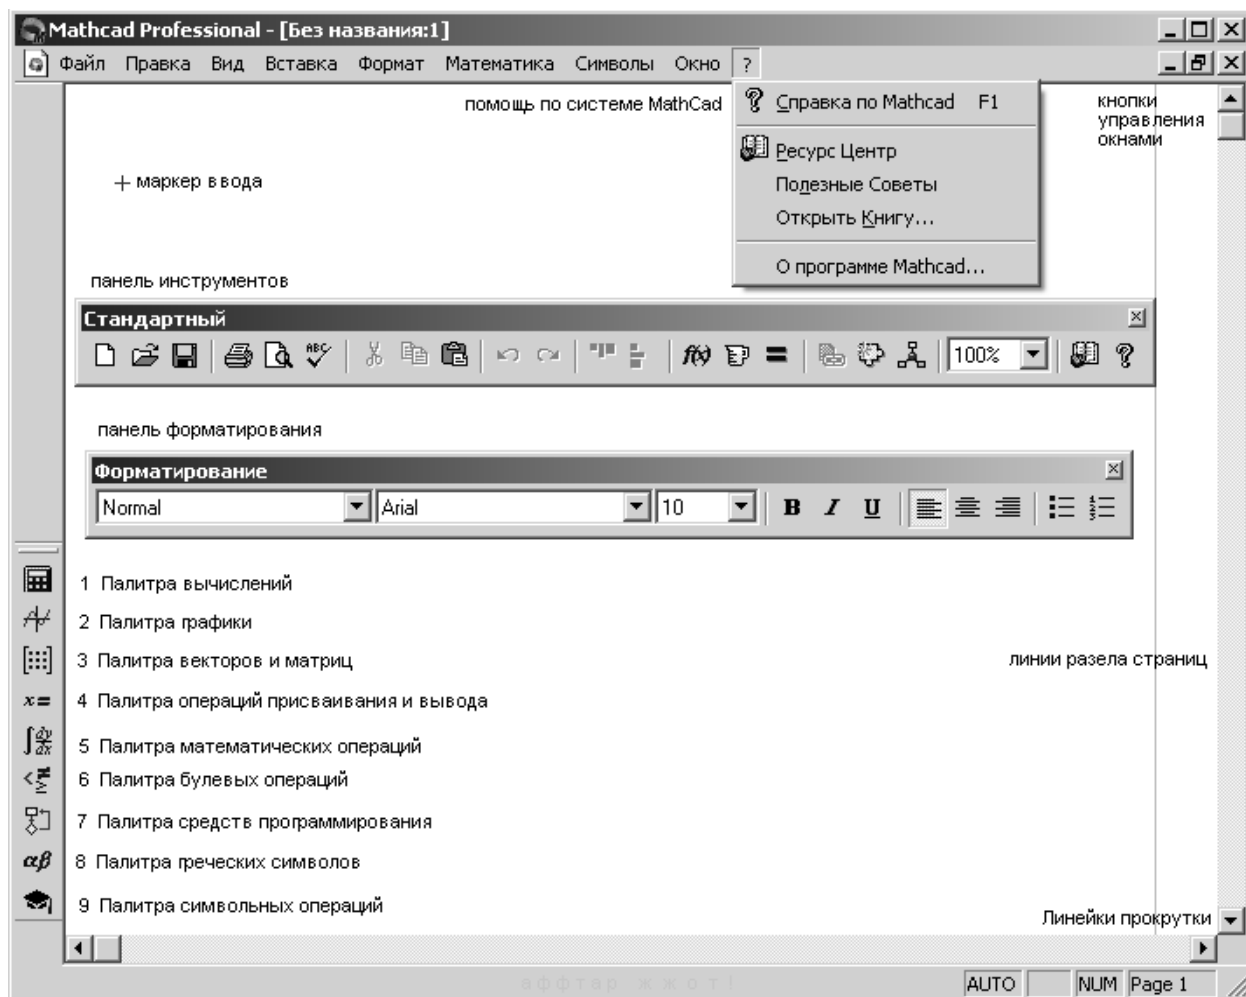 Mathcad Professional - [Без названия:1]
Файл Правка Вид Вставка Формат Математика Символы Окно ?
помощь по системе MathCad
Справка по Mathcad F1
Ресурс Центр
Полезные Советы
Открыть Книгу...
О программе Mathcad...
кнопки
управления
окнами
маркер ввода
панель инструментов
Стандартный
ABC
f(x)
100%
?
панель форматирования
Форматирование
Normal Arial 10 B I U
1 Палитра вычислений
2 Палитра графики
3 Палитра векторов и матриц
линии разела страниц
x= 4 Палитра операций присваивания и вывода
∫ dy/dx 5 Палитра математических операций
<≠≥ 6 Палитра булевых операций
7 Палитра средств программирования
αβ 8 Палитра греческих символов
9 Палитра символьных операций
Линейки прокрутки
аффтар жжот!
AUTO NUM Page 1